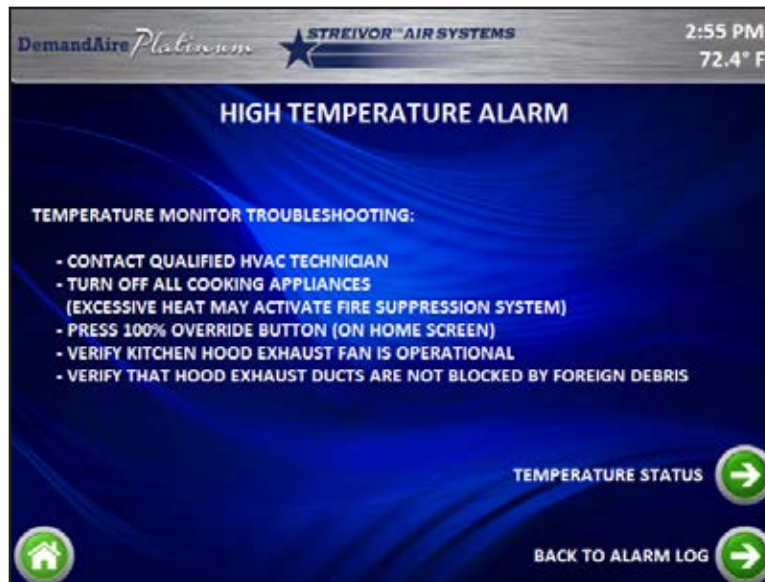 DemandAire Platinum
STREIVOR™ AIR SYSTEMS
2:55 PM
72.4° F
HIGH TEMPERATURE ALARM
TEMPERATURE MONITOR TROUBLESHOOTING:
- CONTACT QUALIFIED HVAC TECHNICIAN
- TURN OFF ALL COOKING APPLIANCES
(EXCESSIVE HEAT MAY ACTIVATE FIRE SUPPRESSION SYSTEM)
- PRESS 100% OVERRIDE BUTTON (ON HOME SCREEN)
- VERIFY KITCHEN HOOD EXHAUST FAN IS OPERATIONAL
- VERIFY THAT HOOD EXHAUST DUCTS ARE NOT BLOCKED BY FOREIGN DEBRIS
TEMPERATURE STATUS
BACK TO ALARM LOG